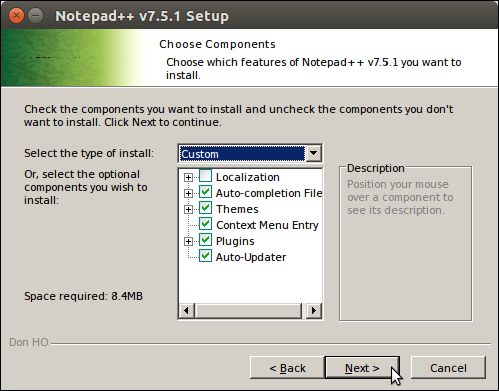 Notepad++ v7.5.1 Setup
Choose Components
Choose which features of Notepad++ v7.5.1 you want to
install.
Check the components you want to install and uncheck the components you don't
want to install. Click Next to continue.
Select the type of install:
Custom
Or, select the optional
components you wish to
install:
Localization
Auto-completion File
Themes
Context Menu Entry
Plugins
Auto-Updater
Description
Position your mouse
over a component to
see its description.
Space required: 8.4MB
Don HO
< Back
Next >
Cancel